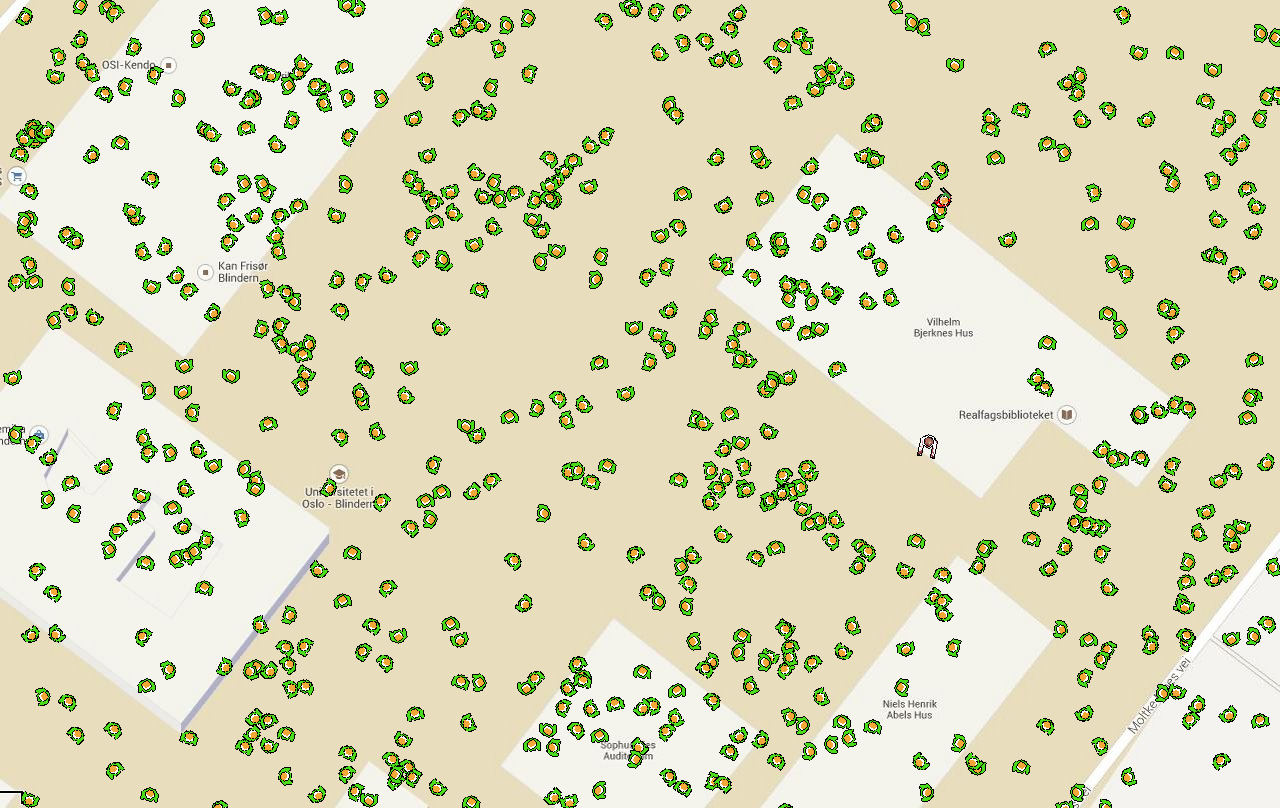 OSI-Kendo
Kan Frisør
Blindern
Vilhelm
Bjerknes Hus
Realfagsbiblioteket
Universitetet i
Oslo - Blindern
Niels Henrik
Abels Hus